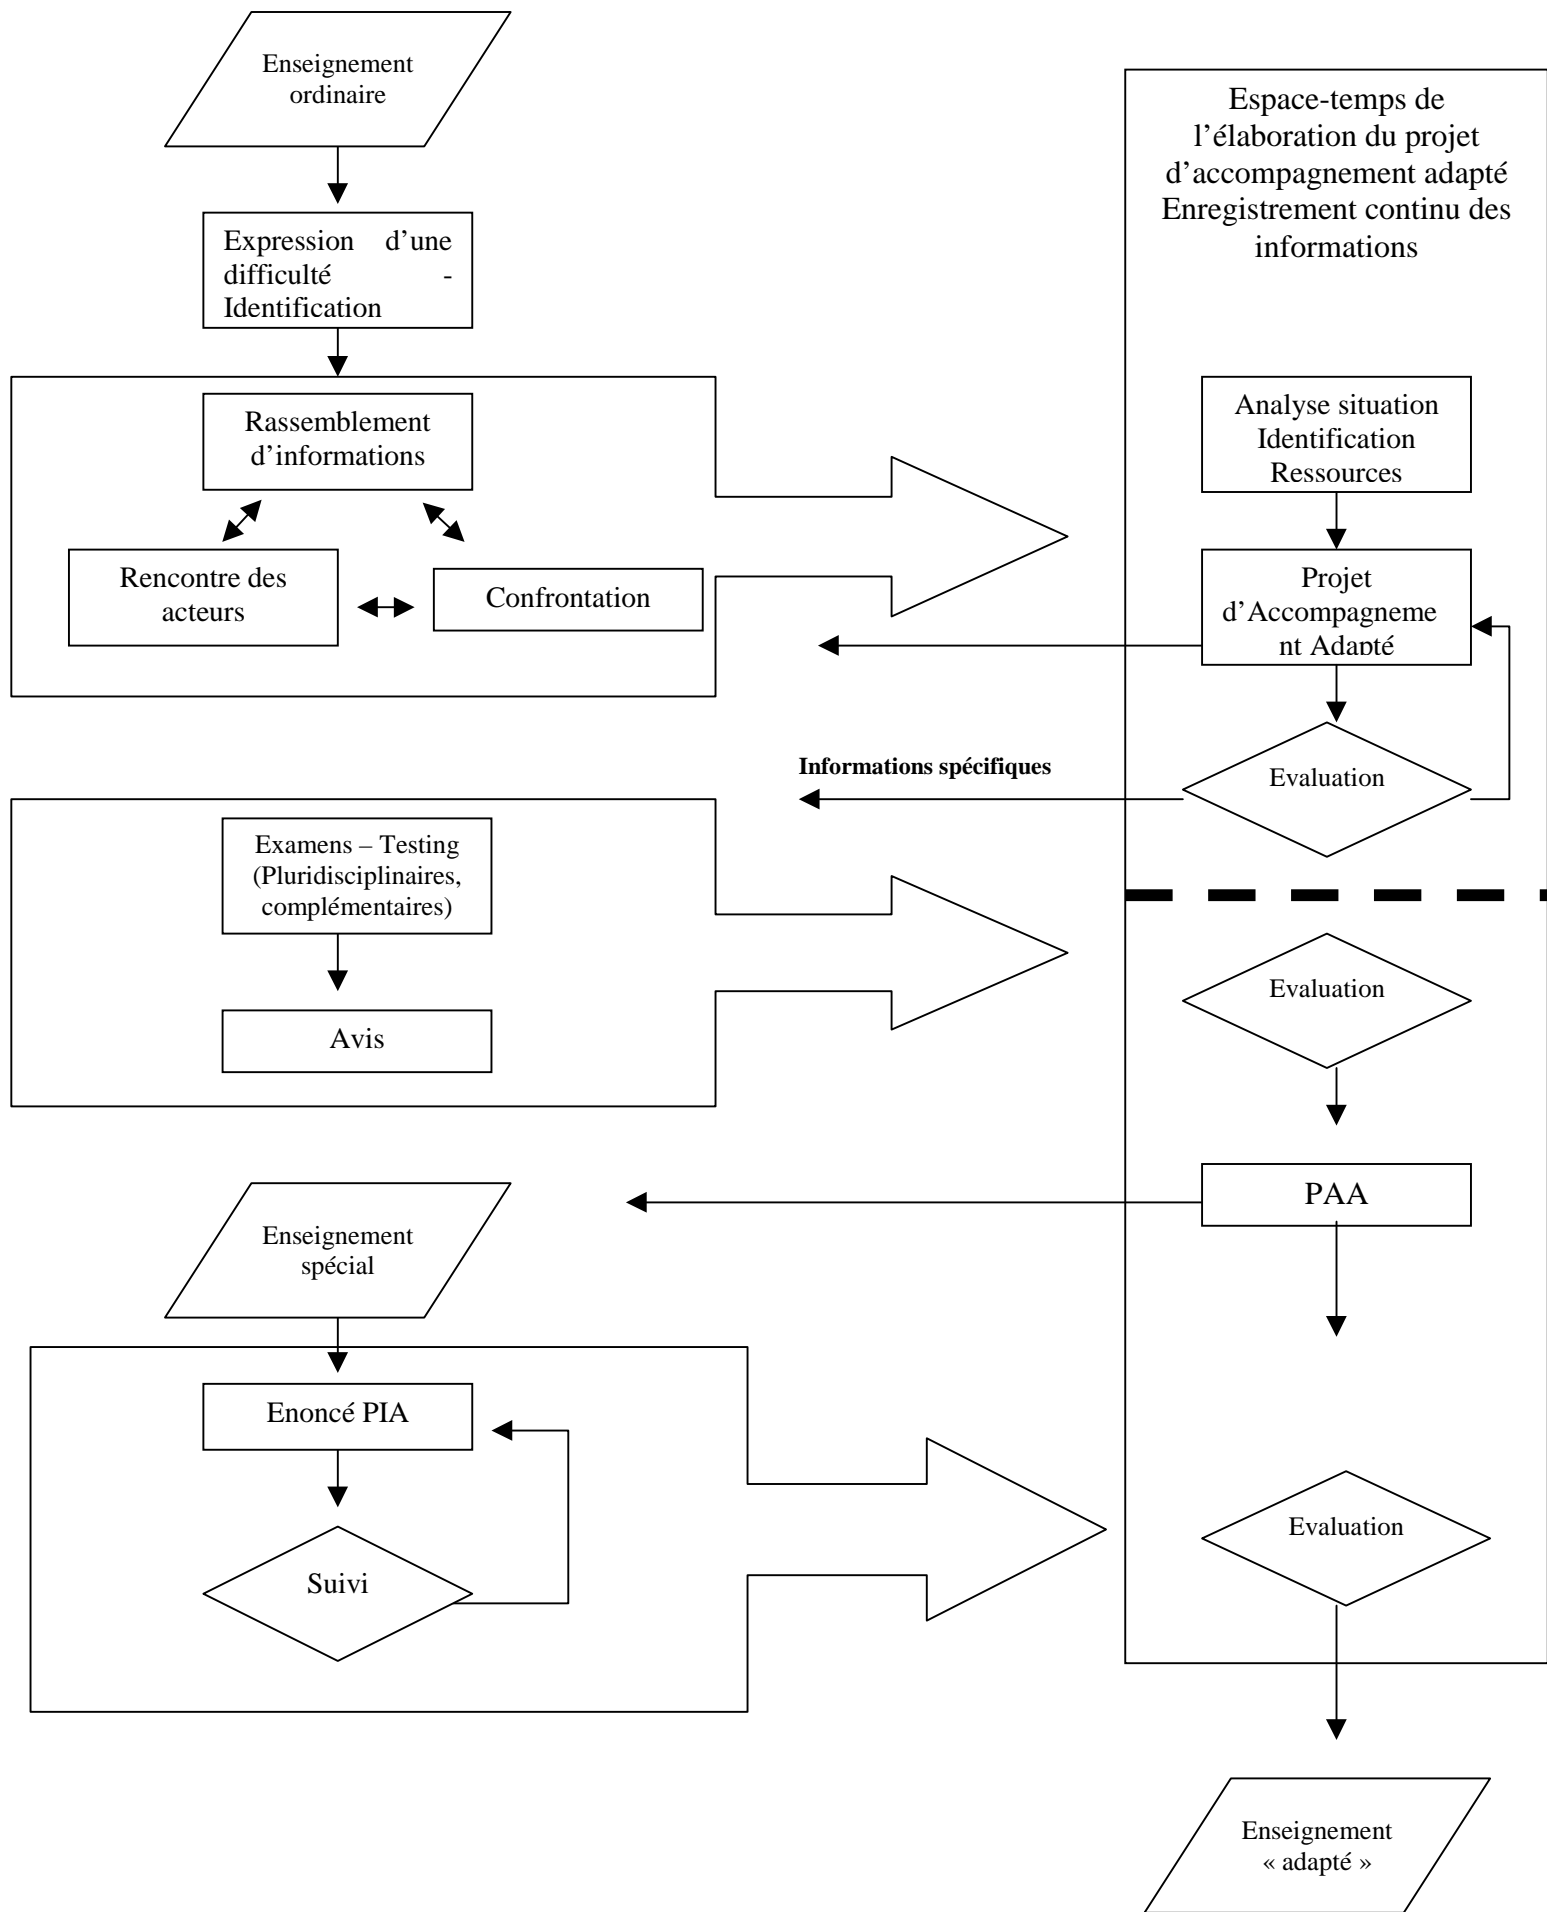 Enseignement
ordinaire
Espace-temps de
l’élaboration du projet
d’accompagnement adapté
Enregistrement continu des
informations
Expression d’une
difficulté -
Identification
Rassemblement
d’informations
Rencontre des
acteurs
Confrontation
Analyse situation
Identification
Ressources
Projet
d’Accompagneme
nt Adapté
Evaluation
Informations spécifiques
Examens – Testing
(Pluridisciplinaires,
complémentaires)
Avis
Evaluation
PAA
Enseignement
spécial
Enoncé PIA
Suivi
Evaluation
Enseignement
« adapté »